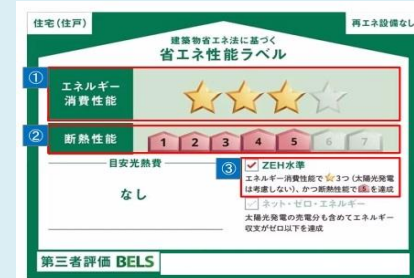 住宅(住戸)
再エネ設備なし
建築物省エネ法に基づく
省エネ性能ラベル
①
エネルギー
消費性能
②
断熱性能
1 2 3 4 5 6 7
目安光熱費
なし
③
ZEH水準
エネルギー消費性能で☆3つ(太陽光発電
は考慮しない)、かつ断熱性能で5を達成
ネット・ゼロ・エネルギー
太陽光発電の売電分も含めてエネルギー
収支がゼロ以下を達成
第三者評価 BELS